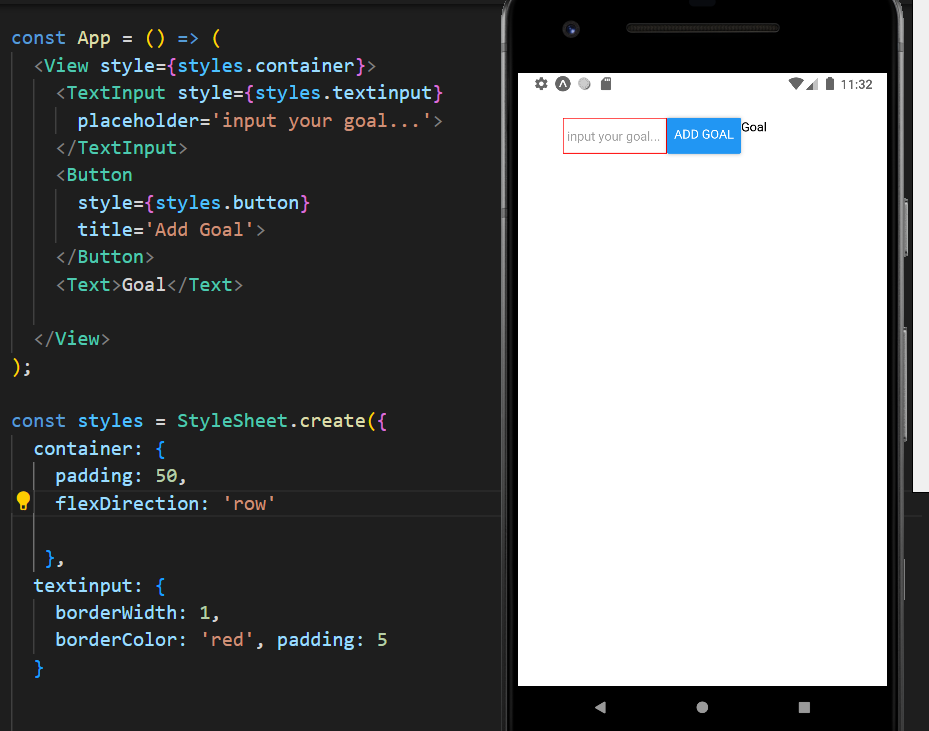 const App = () => (
<View style={styles.container}>
<TextInput style={styles.textinput}
placeholder='input your goal...'>
</TextInput>
<Button
style={styles.button}
title='Add Goal'>
</Button>
<Text>Goal</Text>
</View>
);
const styles = StyleSheet.create({
container: {
padding: 50,
flexDirection: 'row'
},
textinput: {
borderWidth: 1,
borderColor: 'red', padding: 5
}
11:32
input your goal... ADD GOAL Goal